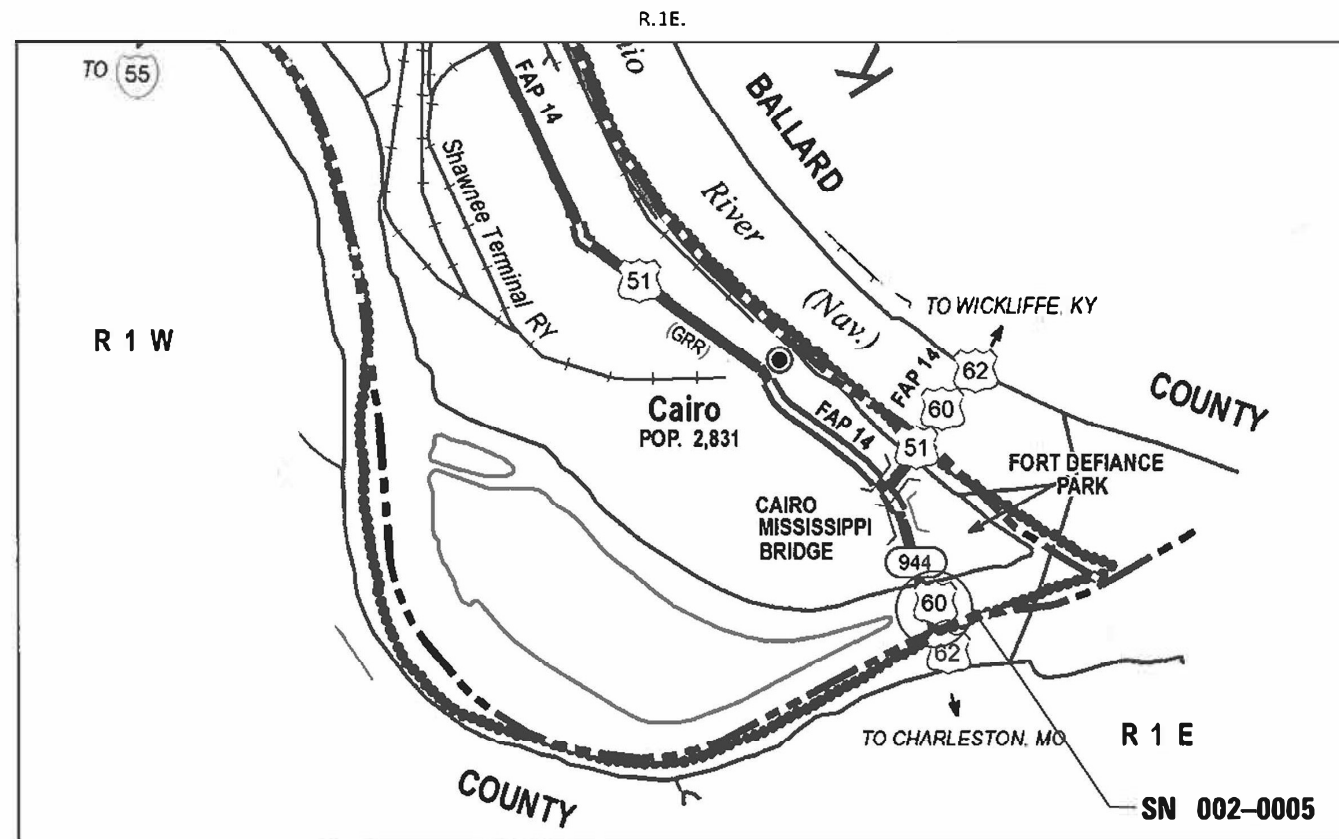 R.1E.
TO 55
FAP 14
io
K
BALLARD
Shawnee Terminal RY
River
51
(Nav.)
TO WICKLIFFE, KY
R 1 W
(GRR)
FAP 14
62
60
COUNTY
Cairo
POP. 2,831
FAP 14
51
FORT DEFIANCE
PARK
CAIRO
MISSISSIPPI
BRIDGE
944
60
62
TO CHARLESTON, MO
R 1 E
COUNTY
SN 002-0005